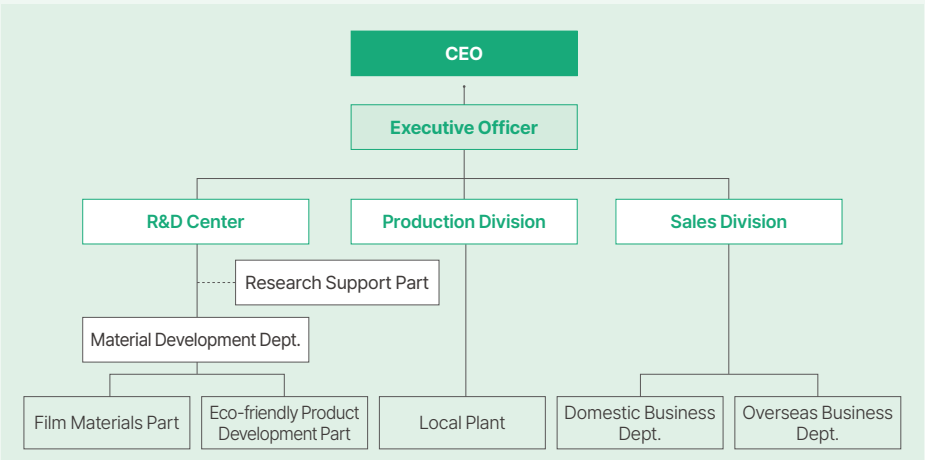 CEO
Executive Officer
R&D Center
Production Division
Sales Division
Research Support Part
Material Development Dept.
Film Materials Part
Eco-friendly Product
Development Part
Local Plant
Domestic Business
Dept.
Overseas Business
Dept.